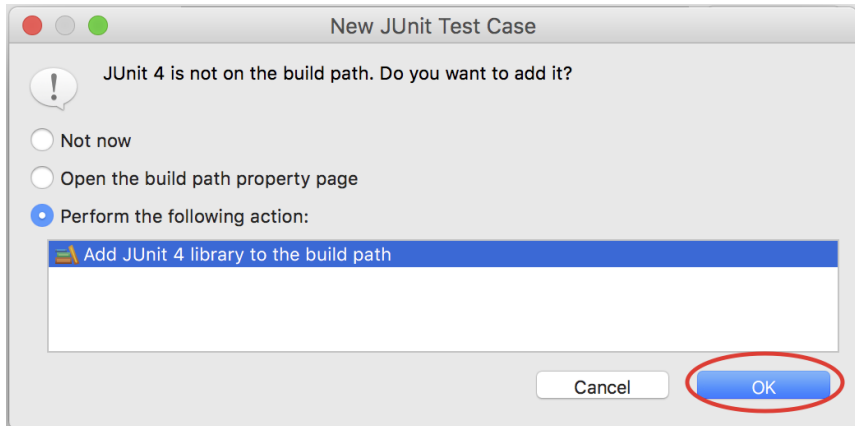 New JUnit Test Case
JUnit 4 is not on the build path. Do you want to add it?
Not now
Open the build path property page
Perform the following action:
Add JUnit 4 library to the build path
Cancel
OK